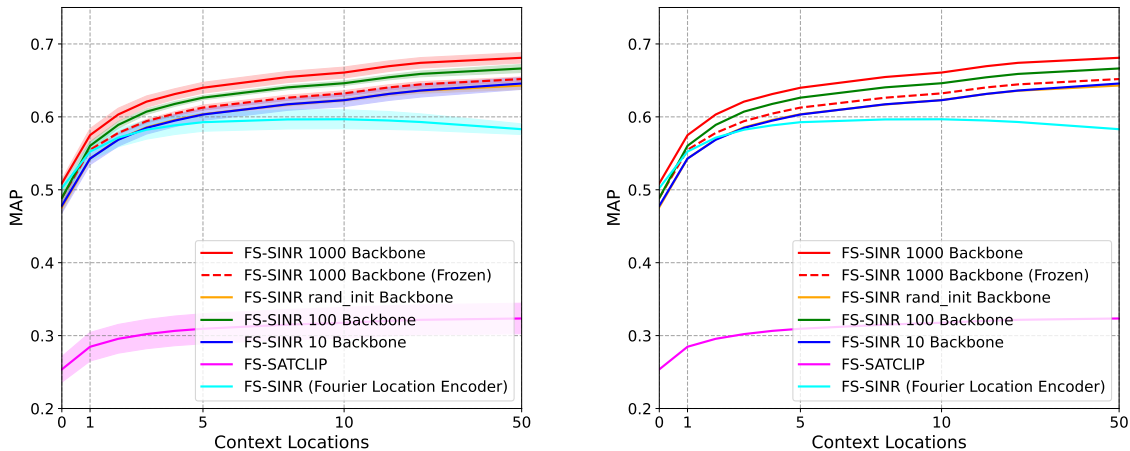 0.7
0.6
0.5
0.4
0.3
0.2
MAP
0 1 5 10 50
Context Locations
FS-SINR 1000 Backbone
FS-SINR 1000 Backbone (Frozen)
FS-SINR rand_init Backbone
FS-SINR 100 Backbone
FS-SINR 10 Backbone
FS-SATCLIP
FS-SINR (Fourier Location Encoder)
0.7
0.6
0.5
0.4
0.3
0.2
MAP
0 1 5 10 50
Context Locations
FS-SINR 1000 Backbone
FS-SINR 1000 Backbone (Frozen)
FS-SINR rand_init Backbone
FS-SINR 100 Backbone
FS-SINR 10 Backbone
FS-SATCLIP
FS-SINR (Fourier Location Encoder)